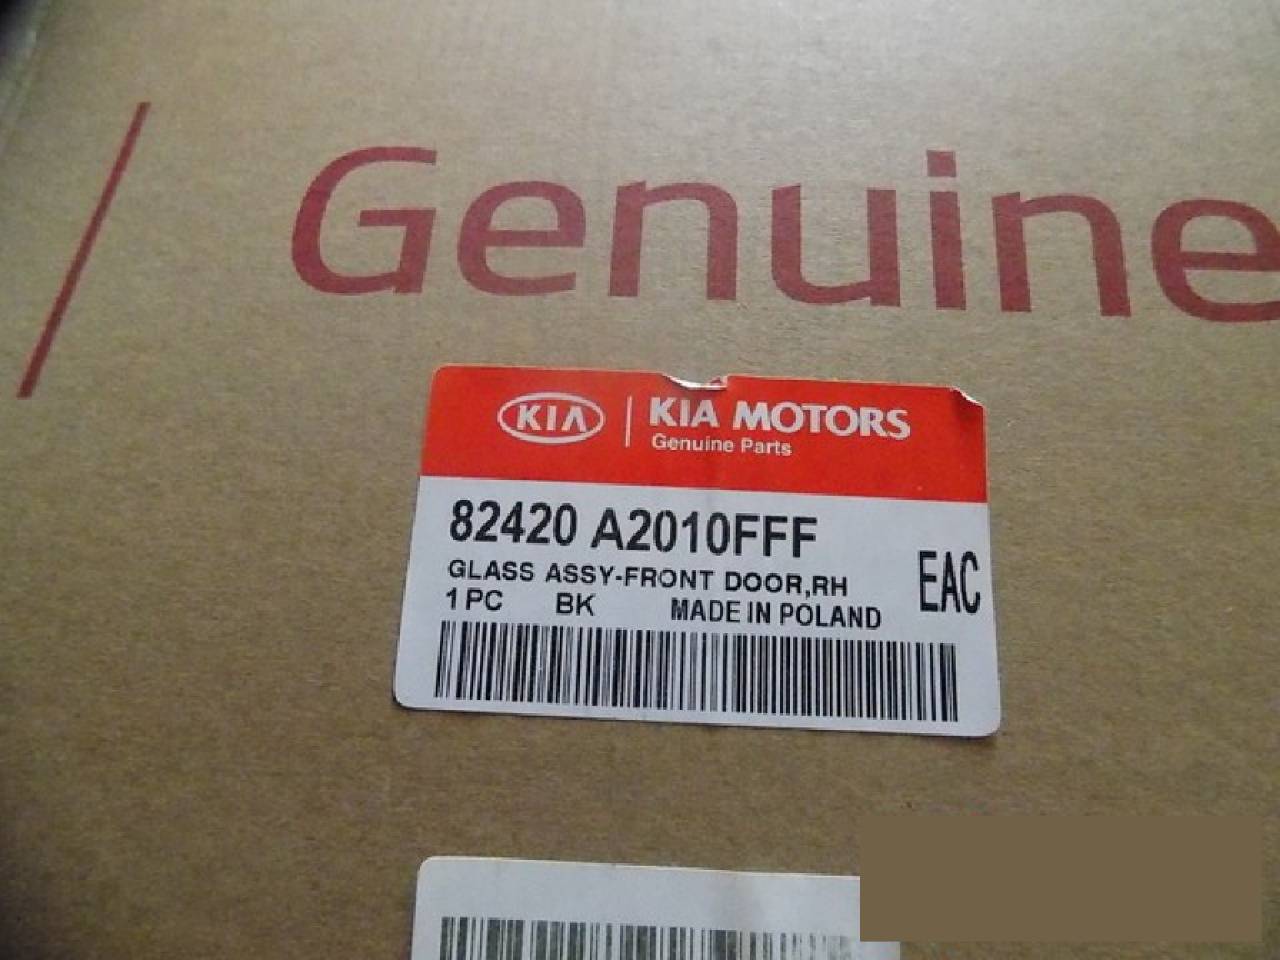 Genuine
KIA | KIA MOTORS
Genuine Parts
82420 A2010FFF
GLASS ASSY-FRONT DOOR,RH
1 PC BK MADE IN POLAND
EAC